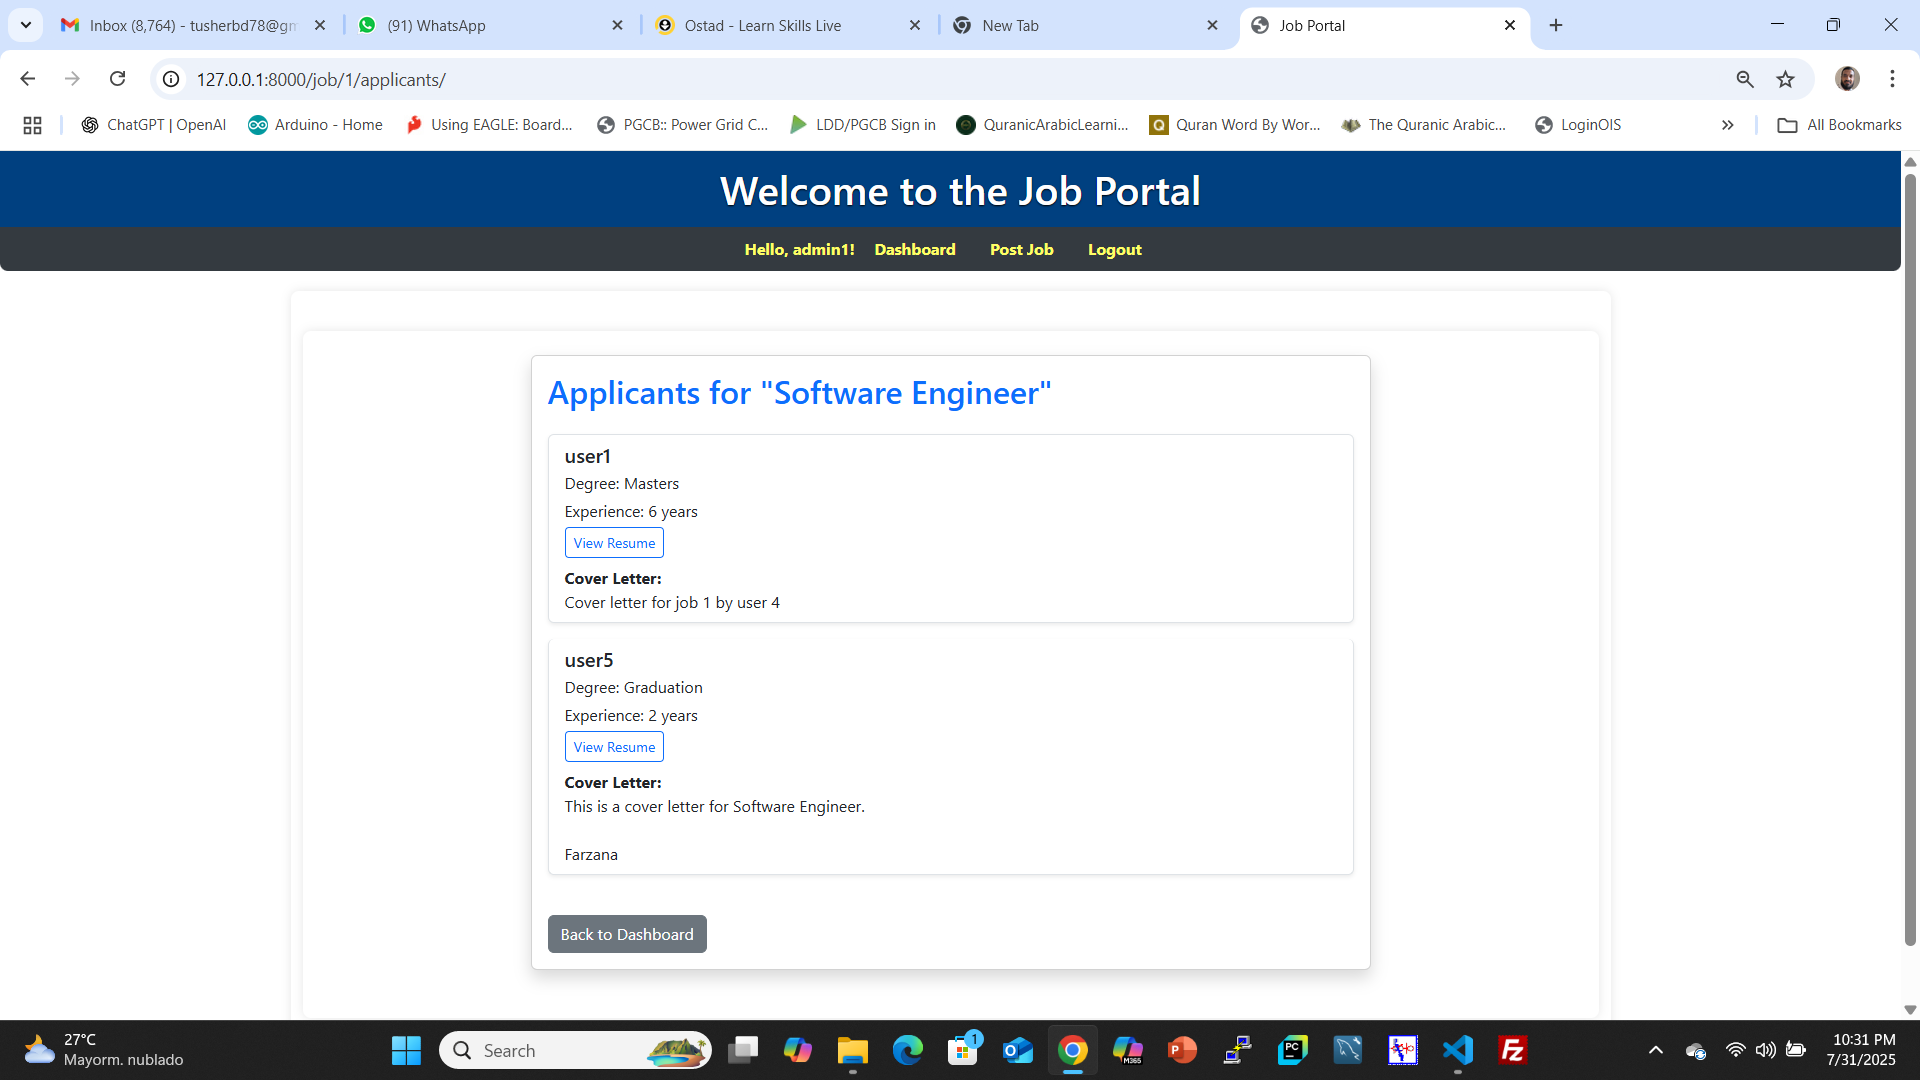 Inbox (8,764) - tusherbd78@gm
(91) WhatsApp
Ostad - Learn Skills Live
New Tab
Job Portal
127.0.0.1:8000/job/1/applicants/
ChatGPT | OpenAI
Arduino - Home
Using EAGLE: Board...
PGCB:: Power Grid C...
LDD/PGCB Sign in
QuranicArabicLearni...
Quran Word By Wor...
The Quranic Arabic...
LoginOIS
All Bookmarks
Welcome to the Job Portal
Hello, admin1!
Dashboard
Post Job
Logout
Applicants for "Software Engineer"
user1
Degree: Masters
Experience: 6 years
View Resume
Cover Letter:
Cover letter for job 1 by user 4
user5
Degree: Graduation
Experience: 2 years
View Resume
Cover Letter:
This is a cover letter for Software Engineer.
Farzana
Back to Dashboard
27°C
Mayorm. nublado
Search
1
M365
PC
10:31 PM
7/31/2025